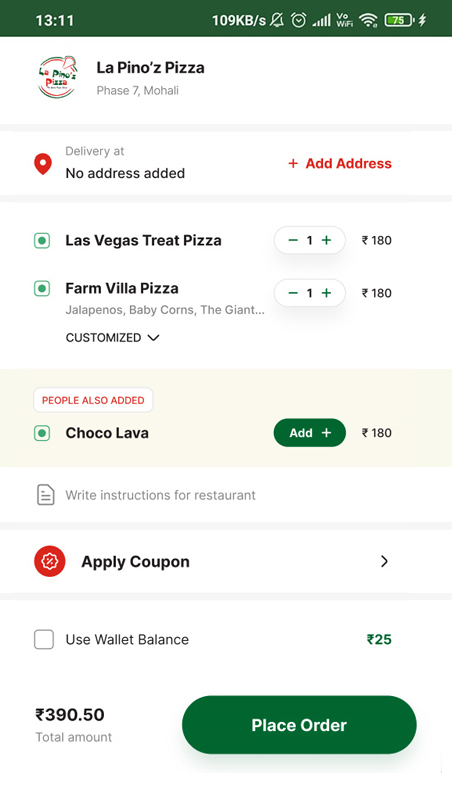 13:11 109KB/s Vo WiFi 75
La Pino'z Pizza
La Pino'z Pizza
Phase 7, Mohali
Delivery at
No address added
+ Add Address
Las Vegas Treat Pizza − 1 + ₹ 180
Farm Villa Pizza − 1 + ₹ 180
Jalapenos, Baby Corns, The Giant...
CUSTOMIZED
PEOPLE ALSO ADDED
Choco Lava Add + ₹ 180
Write instructions for restaurant
Apply Coupon
Use Wallet Balance ₹25
₹390.50
Total amount
Place Order